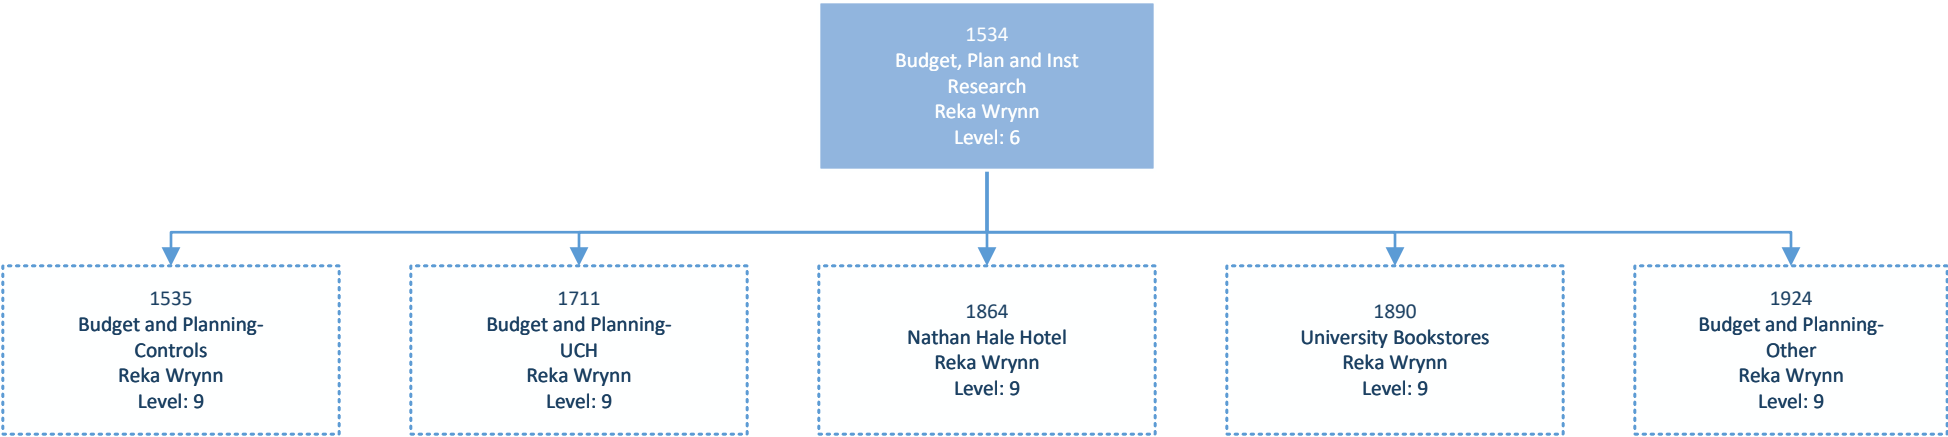 1534
Budget, Plan and Inst
Research
Reka Wrynn
Level: 6
1535
Budget and Planning-
Controls
Reka Wrynn
Level: 9
1711
Budget and Planning-
UCH
Reka Wrynn
Level: 9
1864
Nathan Hale Hotel
Reka Wrynn
Level: 9
1890
University Bookstores
Reka Wrynn
Level: 9
1924
Budget and Planning-
Other
Reka Wrynn
Level: 9